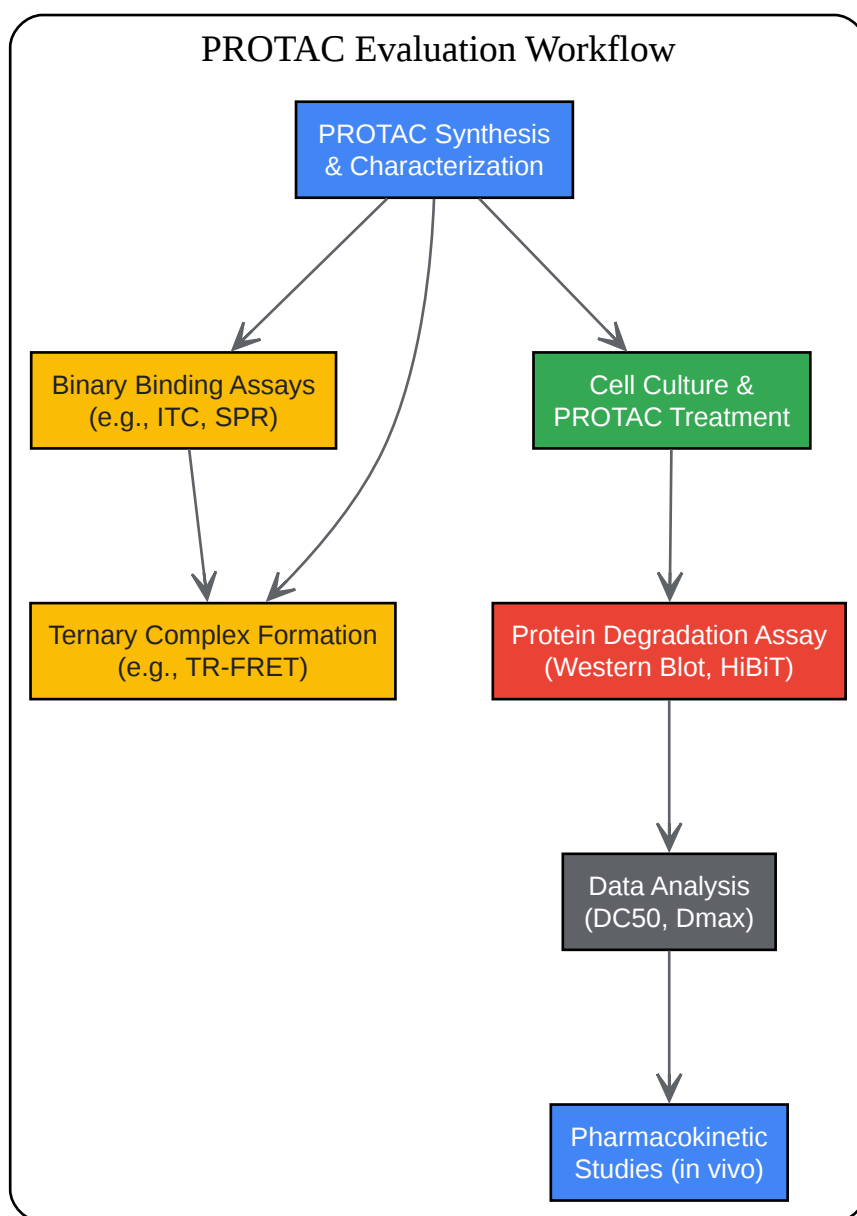 PROTAC Evaluation Workflow
PROTAC Synthesis
& Characterization
Binary Binding Assays
(e.g., ITC, SPR)
Cell Culture &
PROTAC Treatment
Ternary Complex Formation
(e.g., TR-FRET)
Protein Degradation Assay
(Western Blot, HiBiT)
Data Analysis
(DC50, Dmax)
Pharmacokinetic
Studies (in vivo)